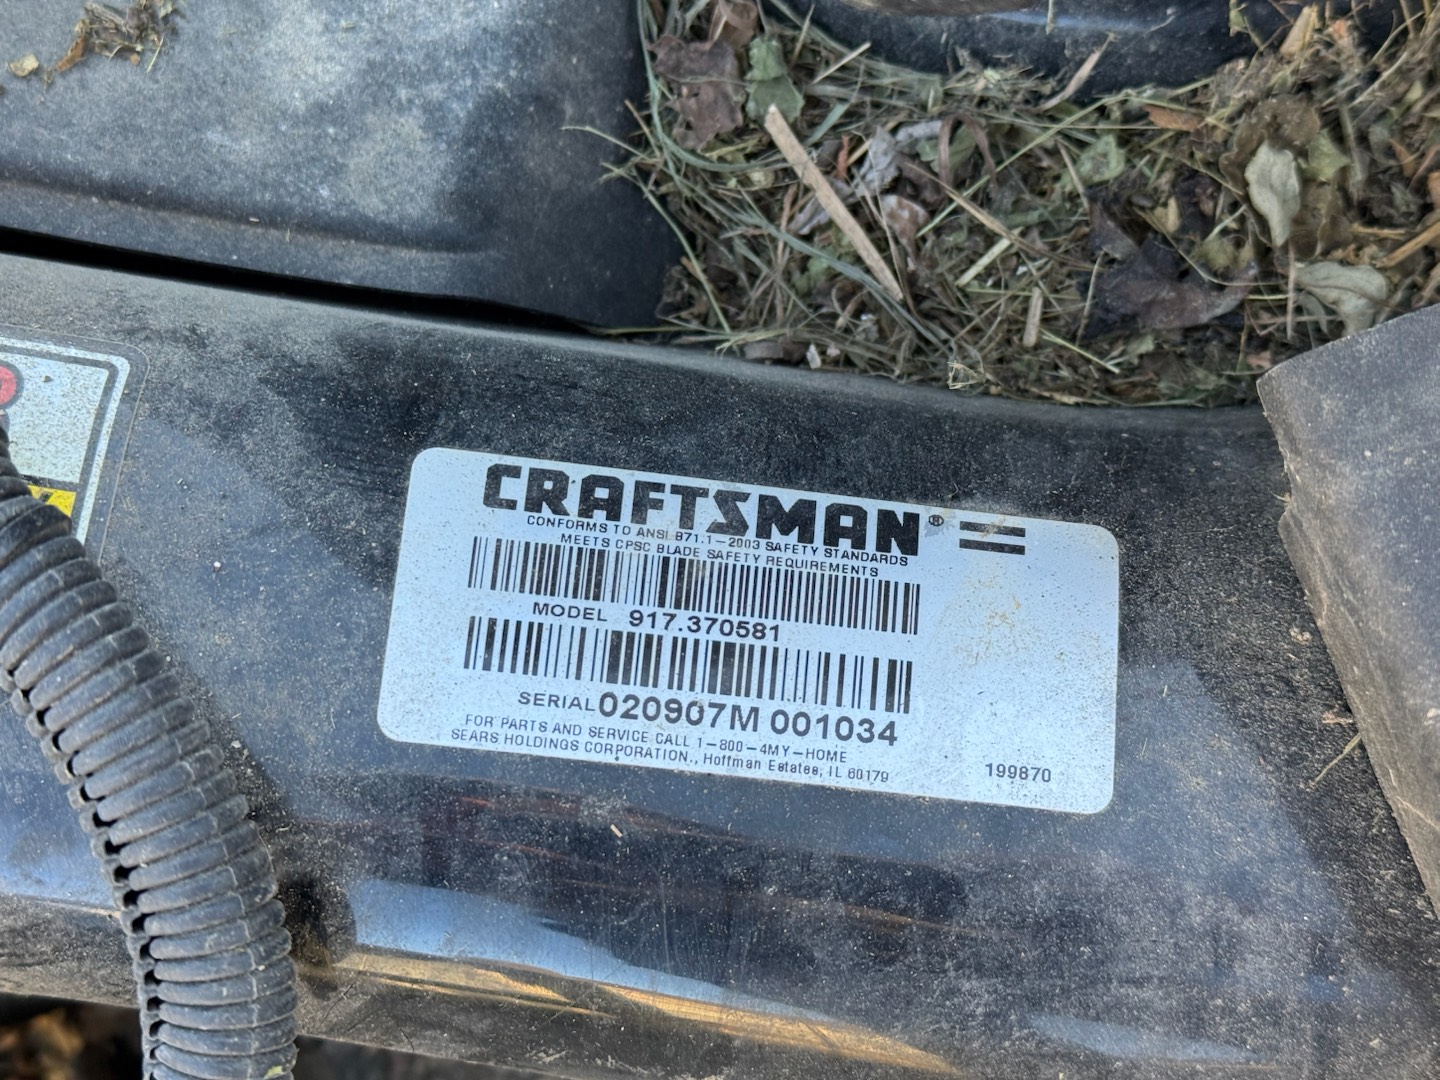 CRAFTSMAN®
CONFORMS TO ANSI B71.1-2003 SAFETY STANDARDS
MEETS CPSC BLADE SAFETY REQUIREMENTS
MODEL 917.370581
SERIAL 020907M 001034
FOR PARTS AND SERVICE CALL 1-800-4MY-HOME
SEARS HOLDINGS CORPORATION., Hoffman Estates, IL 60179
199870